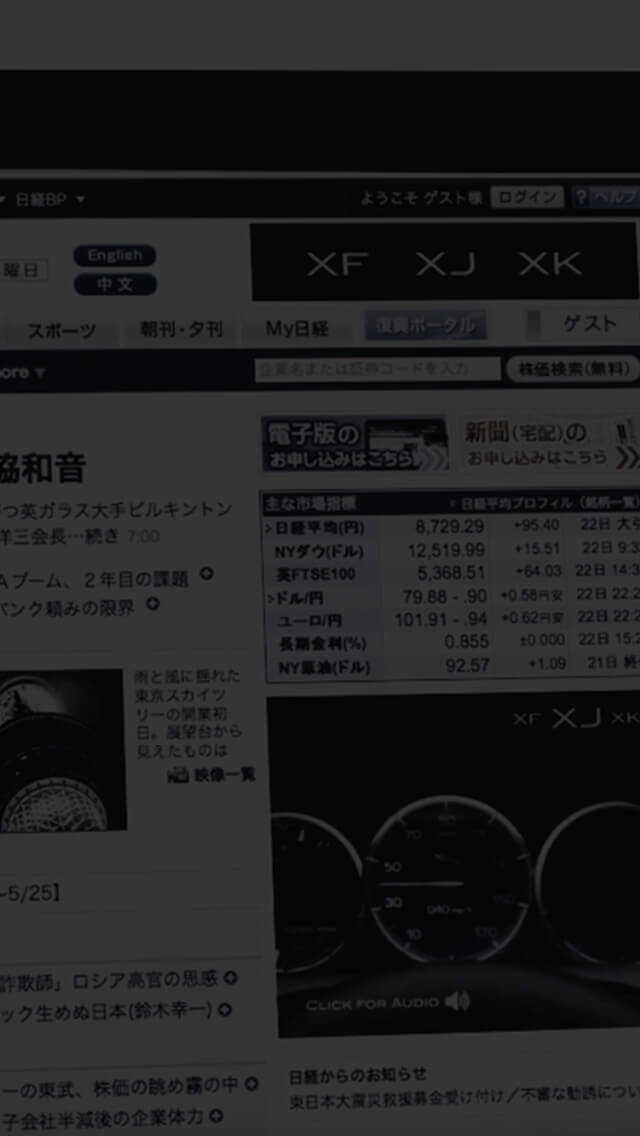 日経BP ▼ ようこそ ゲスト様 ログイン ? ヘルプ
曜日 English XF XJ XK
中文
スポーツ 朝刊・夕刊 My日経 復興ポータル ゲスト
ore ▼ 企業名または証券コードを入力 株価検索(無料)
電子版の お申し込みはこちら 新聞(宅配)の お申し込みはこちら
協和音
つ英ガラス大手ピルキントン
洋三会長…続き 7:00
Aブーム、2年目の課題
バンク頼みの限界
主な市場指標 日経平均プロフィル (銘柄一覧)
日経平均(円) 8,729.29 +95.40 22日 大引
NYダウ(ドル) 12,519.99 +15.51 22日 9:3
英FTSE100 5,368.51 +64.03 22日 14:3
ドル/円 79.88 - .90 +0.58円安 22日 22:2
ユーロ/円 101.91 - .94 +0.62円安 22日 22:2
長期金利(%) 0.855 ±0.000 22日 15:2
NY原油(ドル) 92.57 +1.09 21日 終
雨と風に揺れた
東京スカイツ
リーの開業初
日。展望台から
見えたものは
映像一覧
XF XJ XK
70
50
30
10 170
CLICK FOR AUDIO
~5/25】
詐欺師」ロシア高官の思惑
ック生めぬ日本(鈴木幸一)
ーの東武、株価の眺め霧の中
子会社半減後の企業体力
日経からのお知らせ
東日本大震災救援募金受け付け／不審な勧誘につい